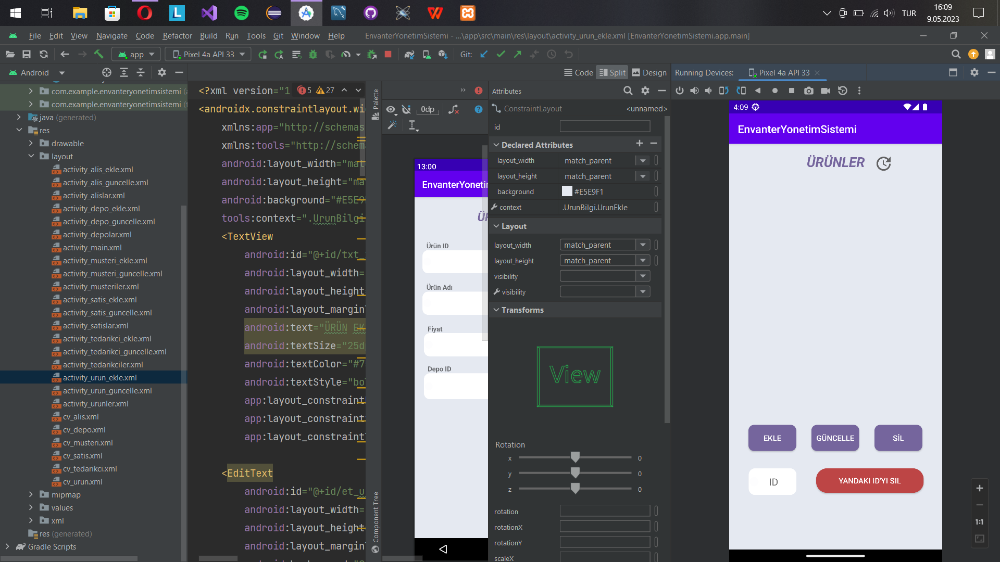 TUR
16:09
9.05.2023
File Edit View Navigate Code Refactor Build Run Tools Git Window Help
EnvanterYonetimSistemi - ...\app\src\main\res\layout\activity_urun_ekle.xml [EnvanterYonetimSistemi.app.main]
app
Pixel 4a API 33
Git:
Android
Code Split Design
Running Devices: Pixel 4a API 33
com.example.envanteryonetimsistemi
com.example.envanteryonetimsistemi
java (generated)
res
drawable
layout
activity_alis_ekle.xml
activity_alis_guncelle.xml
activity_alislar.xml
activity_depo_ekle.xml
activity_depo_guncelle.xml
activity_depolar.xml
activity_main.xml
activity_musteri_ekle.xml
activity_musteri_guncelle.xml
activity_musteriler.xml
activity_satis_ekle.xml
activity_satis_guncelle.xml
activity_satislar.xml
activity_tedarikci_ekle.xml
activity_tedarikci_guncelle.xml
activity_tedarikciler.xml
activity_urun_ekle.xml
activity_urun_guncelle.xml
activity_urunler.xml
cv_alis.xml
cv_depo.xml
cv_musteri.xml
cv_satis.xml
cv_tedarikci.xml
cv_urun.xml
mipmap
values
xml
res (generated)
Gradle Scripts
<?xml version="1
5 27
<androidx.constraintlayout.wi
xmlns:app="http://schemas
xmlns:tools="http://schema
android:layout_width="mat
android:layout_height="ma
android:background="#E5E9
tools:context=".UrunBilgi
<TextView
android:id="@+id/txt_
android:layout_width=
android:layout_height
android:layout_margin
android:text="ÜRÜN EK
android:textSize="25d
android:textColor="#7
android:textStyle="bo
app:layout_constraint
app:layout_constraint
app:layout_constraint
<EditText
android:id="@+id/et_u
android:layout_width=
android:layout_height
android:layout_margin
Palette
Component Tree
0dp
13:00
EnvanterYoneti
ÜR
Ürün ID
Ürün Adı
Fiyat
Depo ID
Attributes
ConstraintLayout <unnamed>
id
Declared Attributes
layout_width match_parent
layout_height match_parent
background #E5E9F1
context .UrunBilgi.UrunEkle
Layout
layout_width match_parent
layout_height match_parent
visibility
visibility
Transforms
View
Rotation
x 0
y 0
z 0
rotation
rotationX
rotationY
scaleX
4:09
EnvanterYonetimSistemi
ÜRÜNLER
EKLE GÜNCELLE SİL
ID YANDAKI ID'YI SIL
1:1